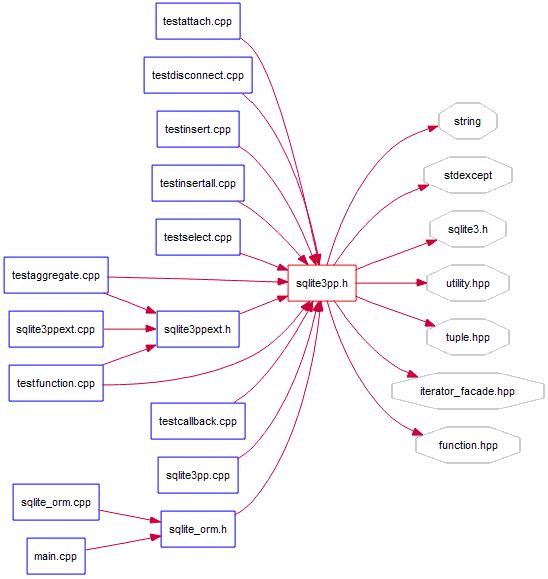 testattach.cpp
testdisconnect.cpp
testinsert.cpp
testinsertall.cpp
testselect.cpp
testaggregate.cpp
sqlite3ppext.cpp
testfunction.cpp
sqlite3ppext.h
testcallback.cpp
sqlite3pp.cpp
sqlite_orm.cpp
main.cpp
sqlite_orm.h
sqlite3pp.h
string
stdexcept
sqlite3.h
utility.hpp
tuple.hpp
iterator_facade.hpp
function.hpp